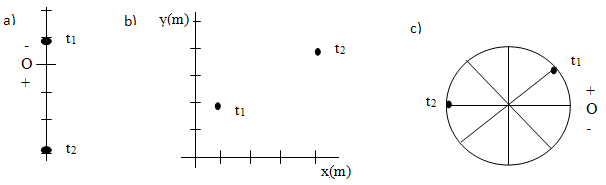 a)
-
O
+
t1
t2
b)
y(m)
t2
t1
x(m)
c)
t1
t2
+
O
-